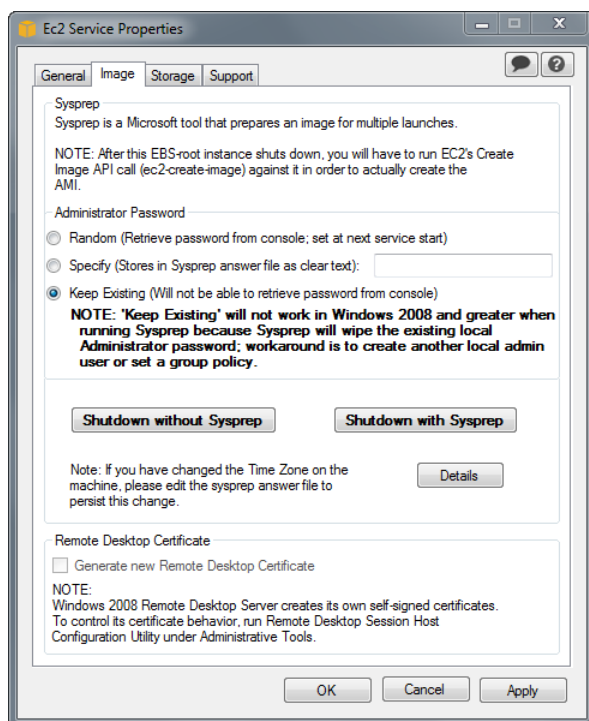 Ec2 Service Properties
X
?
General Image Storage Support
Sysprep
Sysprep is a Microsoft tool that prepares an image for multiple launches.
NOTE: After this EBS-root instance shuts down, you will have to run EC2's Create
Image API call (ec2-create-image) against it in order to actually create the
AMI.
Administrator Password
Random (Retrieve password from console; set at next service start)
Specify (Stores in Sysprep answer file as clear text):
Keep Existing (Will not be able to retrieve password from console)
NOTE: 'Keep Existing' will not work in Windows 2008 and greater when
running Sysprep because Sysprep will wipe the existing local
Administrator password; workaround is to create another local admin
user or set a group policy.
Shutdown without Sysprep Shutdown with Sysprep
Note: If you have changed the Time Zone on the
machine, please edit the sysprep answer file to
persist this change.
Details
Remote Desktop Certificate
Generate new Remote Desktop Certificate
NOTE:
Windows 2008 Remote Desktop Server creates its own self-signed certificates.
To control its certificate behavior, run Remote Desktop Session Host
Configuration Utility under Administrative Tools.
OK Cancel Apply